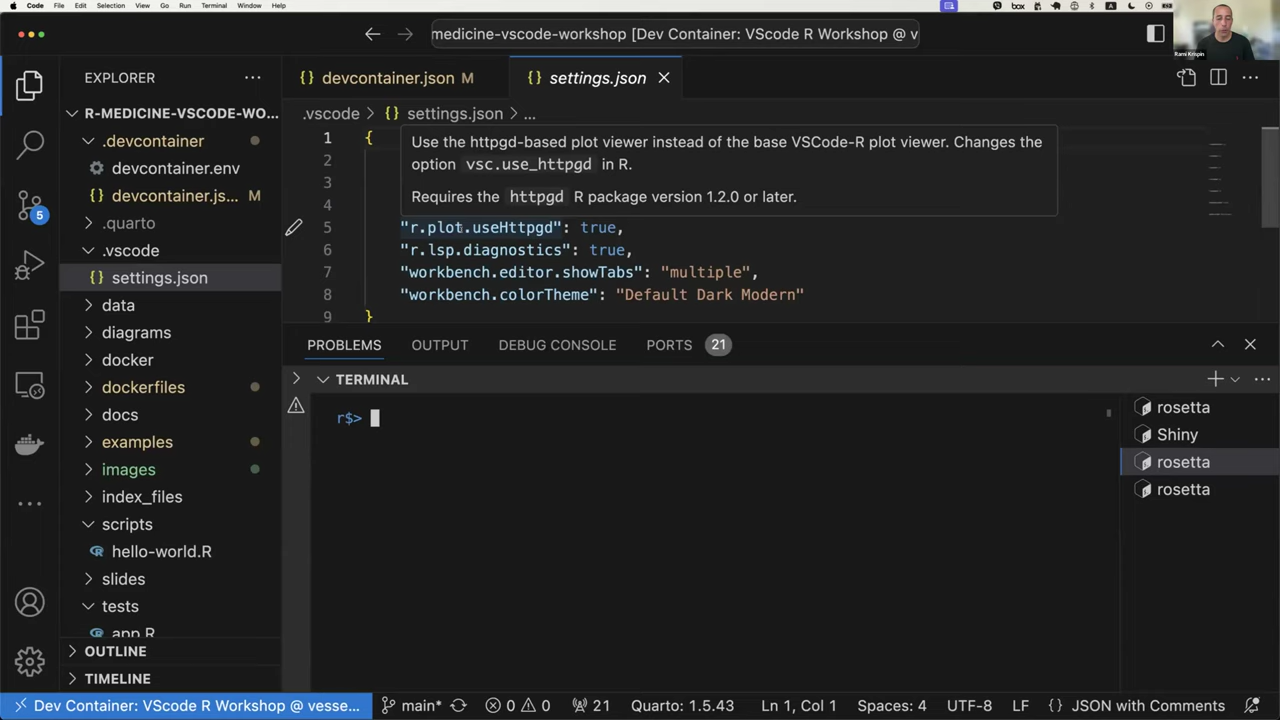 Code File Edit Selection View Go Run Terminal Window Help
box
A
Rami Krispin
medicine-vscode-workshop [Dev Container: VScode R Workshop @ v
EXPLORER
devcontainer.json M
settings.json
R-MEDICINE-VSCODE-WO...
.vscode > {} settings.json > ...
.devcontainer
devcontainer.env
devcontainer.js... M
.quarto
.vscode
settings.json
data
diagrams
docker
dockerfiles
docs
examples
images
index_files
scripts
hello-world.R
slides
tests
app.R
OUTLINE
TIMELINE
5
1 {
2
3
4
5 "r.plot.useHttpgd": true,
6 "r.lsp.diagnostics": true,
7 "workbench.editor.showTabs": "multiple",
8 "workbench.colorTheme": "Default Dark Modern"
9 }
Use the httpgd-based plot viewer instead of the base VSCode-R plot viewer. Changes the
option vsc.use_httpgd in R.
Requires the httpgd R package version 1.2.0 or later.
PROBLEMS OUTPUT DEBUG CONSOLE PORTS 21
TERMINAL
r$>
rosetta
Shiny
rosetta
rosetta
Dev Container: VScode R Workshop @ vesse... main* 0 0 21 Quarto: 1.5.43 Ln 1, Col 1 Spaces: 4 UTF-8 LF {} JSON with Comments